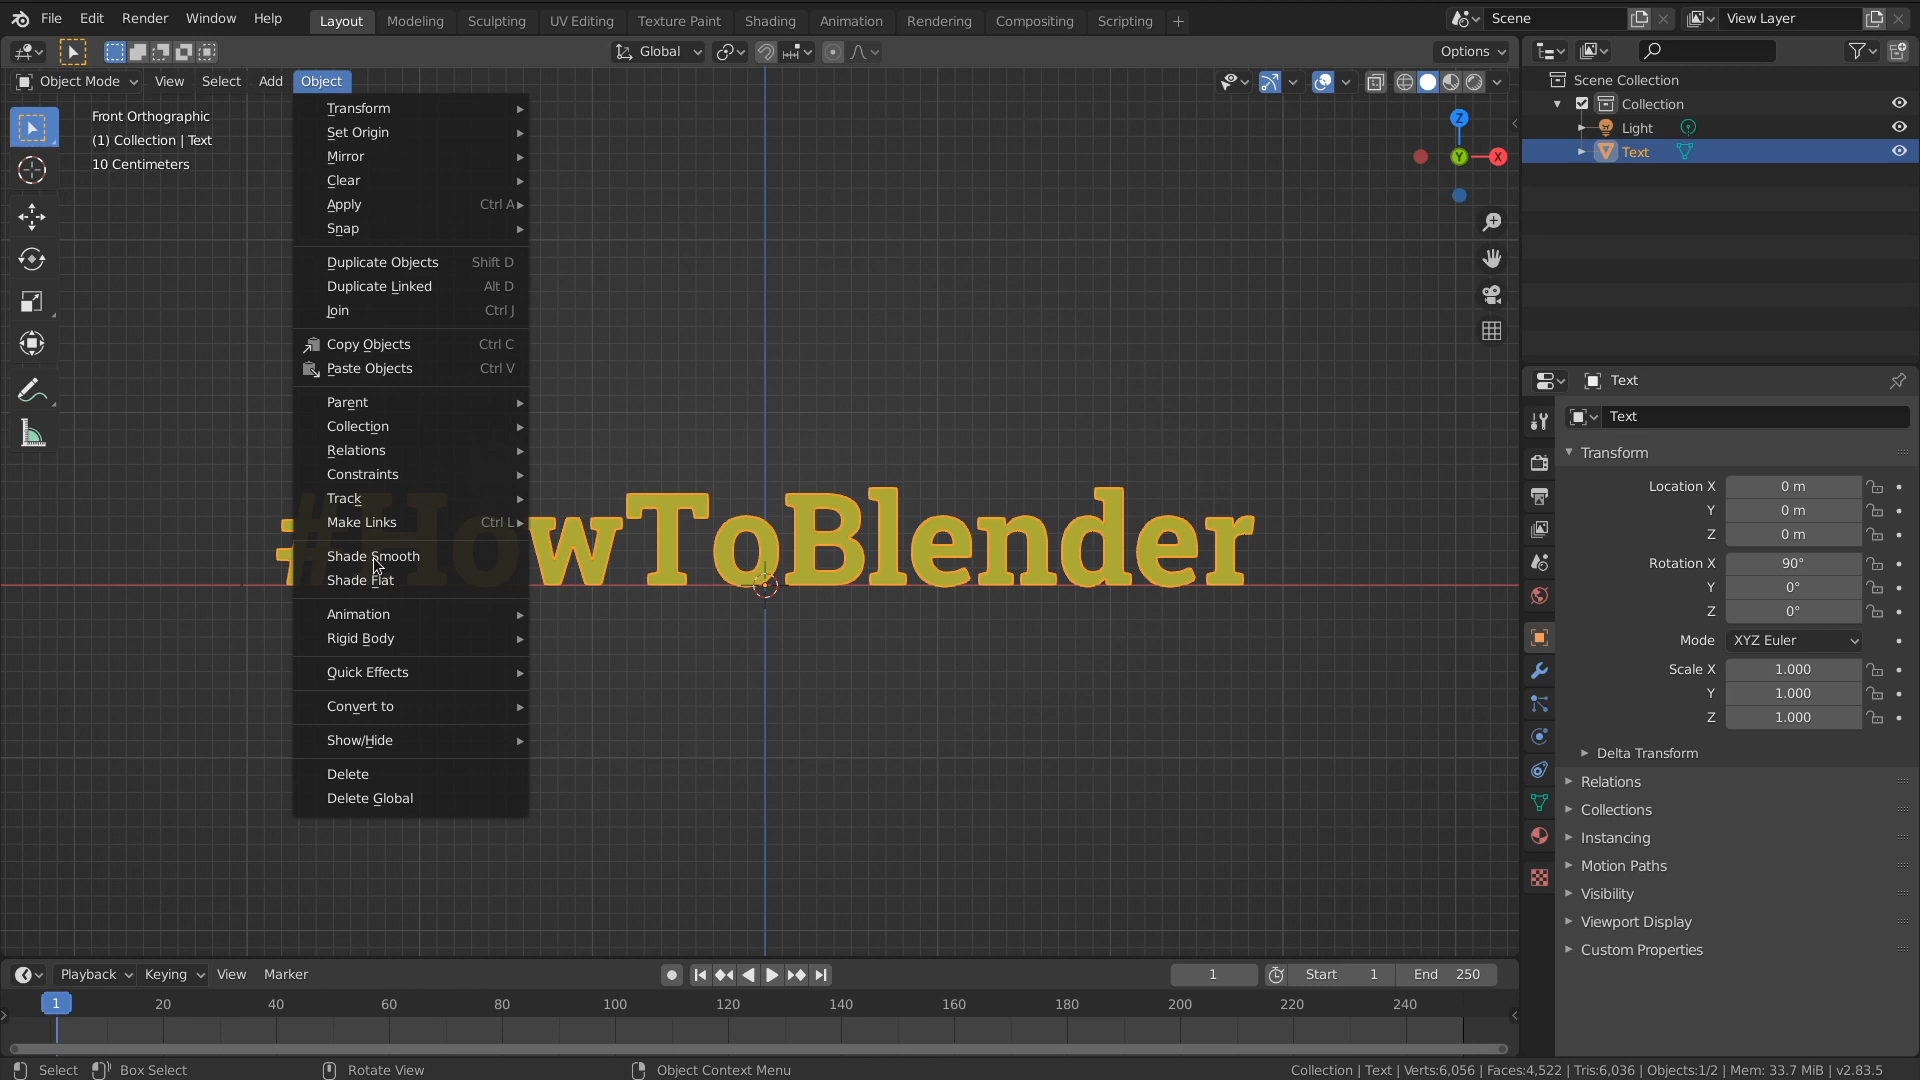 File Edit Render Window Help Layout Modeling Sculpting UV Editing Texture Paint Shading Animation Rendering Compositing Scripting + Scene View Layer
Global Options
Object Mode View Select Add Object
Front Orthographic
(1) Collection | Text
10 Centimeters
Transform
Set Origin
Mirror
Clear
Apply Ctrl A
Snap
Duplicate Objects Shift D
Duplicate Linked Alt D
Join Ctrl J
Copy Objects Ctrl C
Paste Objects Ctrl V
Parent
Collection
Relations
Constraints
Track
Make Links Ctrl L
Shade Smooth
Shade Flat
Animation
Rigid Body
Quick Effects
Convert to
Show/Hide
Delete
Delete Global
#HowToBlender
Z
Y
X
Scene Collection
Collection
Light
Text
Text
Text
Transform
Location X 0 m
Y 0 m
Z 0 m
Rotation X 90°
Y 0°
Z 0°
Mode XYZ Euler
Scale X 1.000
Y 1.000
Z 1.000
Delta Transform
Relations
Collections
Instancing
Motion Paths
Visibility
Viewport Display
Custom Properties
Playback Keying View Marker 1 Start 1 End 250
1 20 40 60 80 100 120 140 160 180 200 220 240
Select Box Select Rotate View Object Context Menu Collection | Text | Verts:6,056 | Faces:4,522 | Tris:6,036 | Objects:1/2 | Mem: 33.7 MiB | v2.83.5